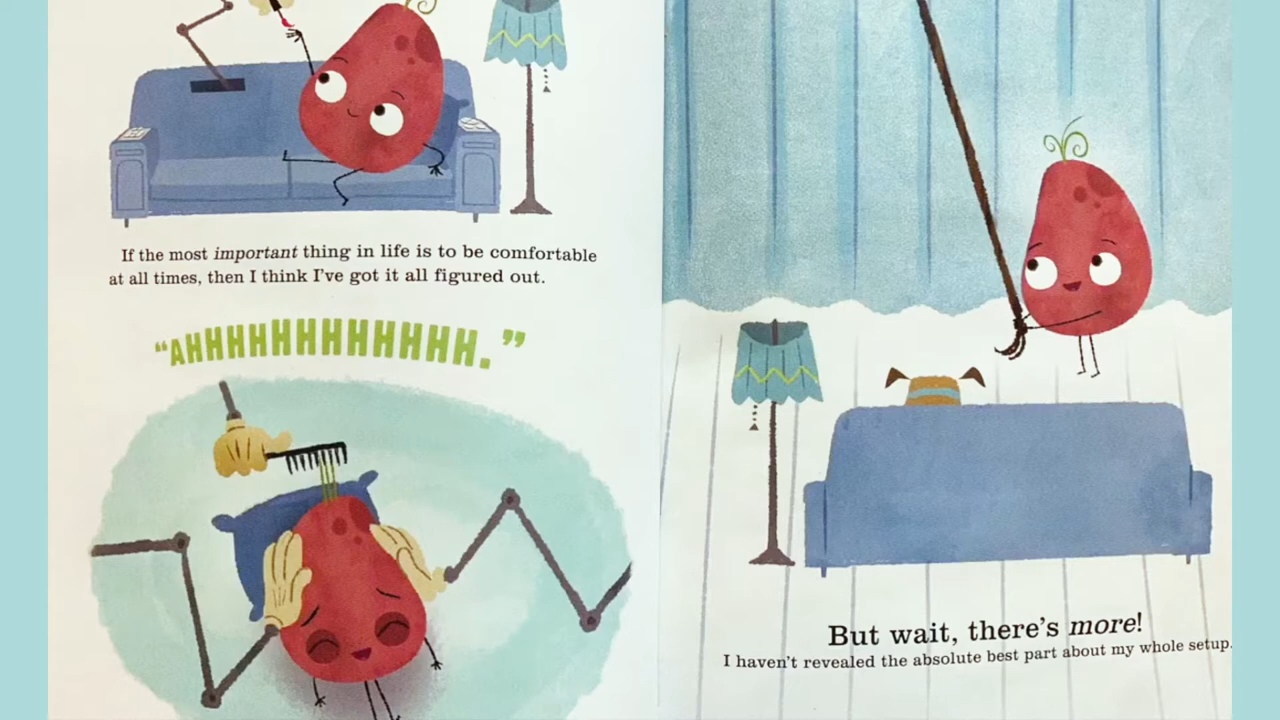 If the most important thing in life is to be comfortable
at all times, then I think I've got it all figured out.
“AHHHHHHHHHHHH.”
But wait, there's more!
I haven't revealed the absolute best part about my whole setup.